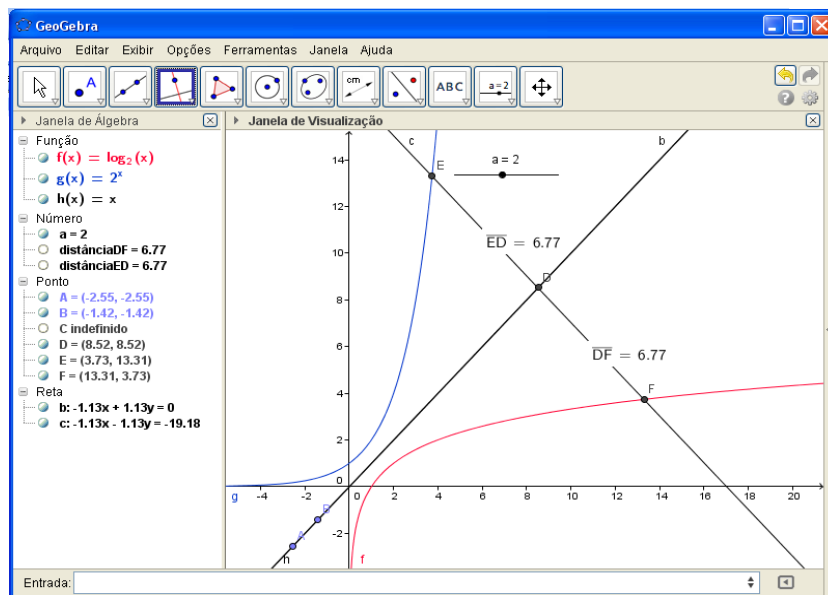 GeoGebra
Arquivo Editar Exibir Opções Ferramentas Janela Ajuda
A cm ABC a=2
Janela de Álgebra
Função
f(x) = log₂(x)
g(x) = 2ˣ
h(x) = x
Número
a = 2
distânciaDF = 6.77
distânciaED = 6.77
Ponto
A = (-2.55, -2.55)
B = (-1.42, -1.42)
C indefinido
D = (8.52, 8.52)
E = (3.73, 13.31)
F = (13.31, 3.73)
Reta
b: -1.13x + 1.13y = 0
c: -1.13x - 1.13y = -19.18
Janela de Visualização
c
b
14
E
a = 2
12
ED = 6.77
10
D
8
6
DF = 6.77
4
F
2
0
g -4 -2 0 2 4 6 8 10 12 14 16 18 20
B
-2
A
h
f
Entrada: